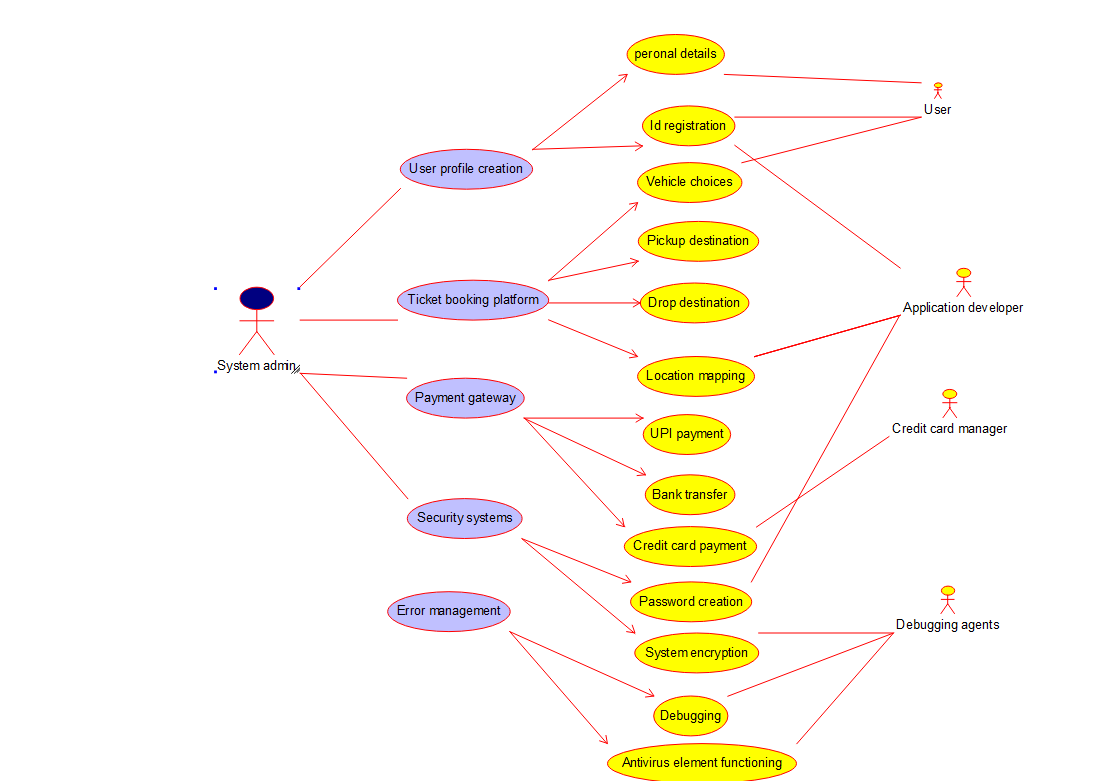 peronal details
User
Id registration
User profile creation
Vehicle choices
Pickup destination
Ticket booking platform
Drop destination
Application developer
System admin
Location mapping
Payment gateway
UPI payment
Credit card manager
Bank transfer
Security systems
Credit card payment
Password creation
Error management
Debugging agents
System encryption
Debugging
Antivirus element functioning